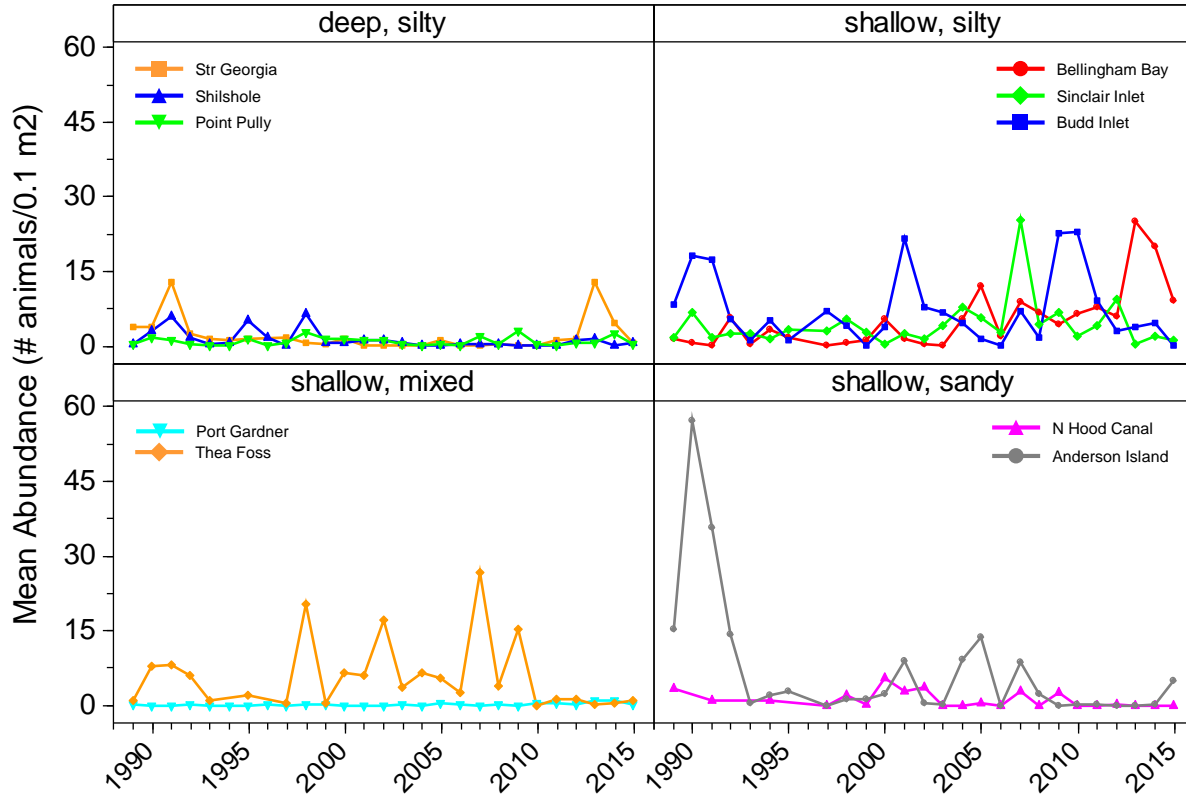 Mean Abundance (# animals/0.1 m2)
deep, silty
60
45
30
15
0
Str Georgia
Shilshole
Point Pully
shallow, silty
Bellingham Bay
Sinclair Inlet
Budd Inlet
shallow, mixed
60
45
30
15
0
Port Gardner
Thea Foss
shallow, sandy
N Hood Canal
Anderson Island
1990 1995 2000 2005 2010 2015
1990 1995 2000 2005 2010 2015